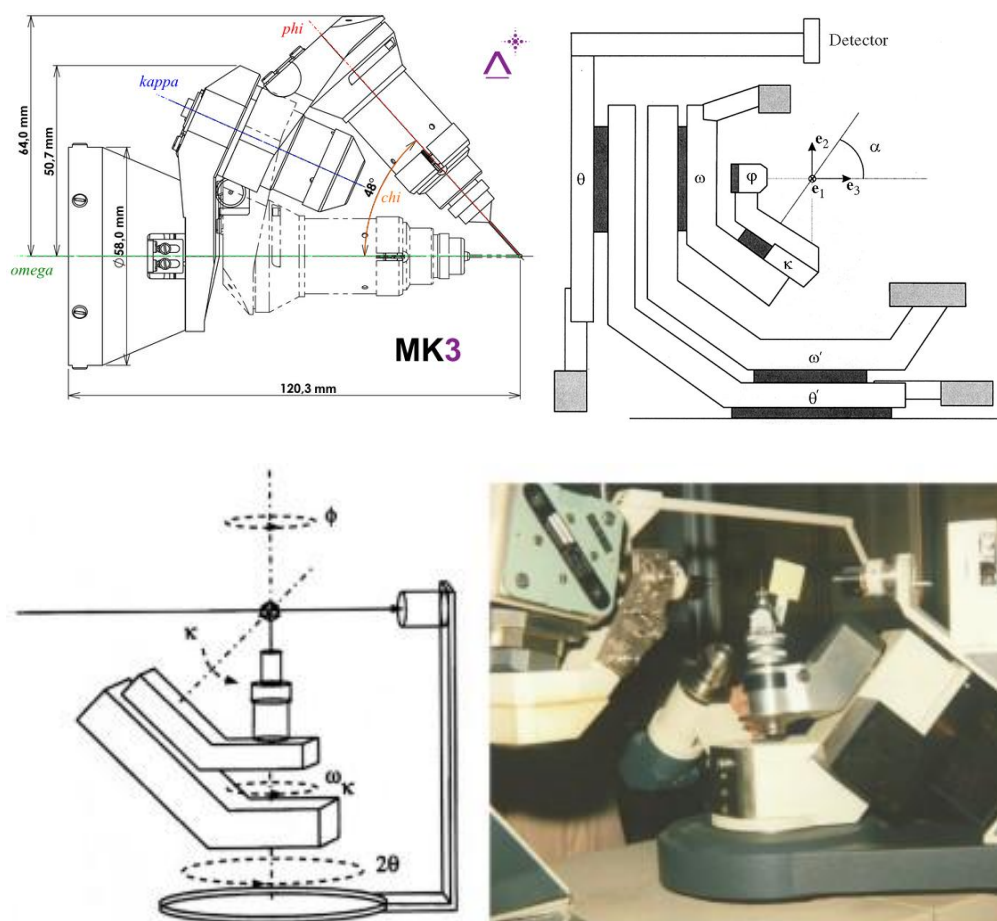 phi
kappa
64,0 mm
50,7 mm
Ø 58,0 mm
48°
chi
omega
MK3
120,3 mm
Detector
θ
ω
φ
e₂
α
e₁
e₃
κ
ω′
θ′
ϕ
κ
ωκ
2θ